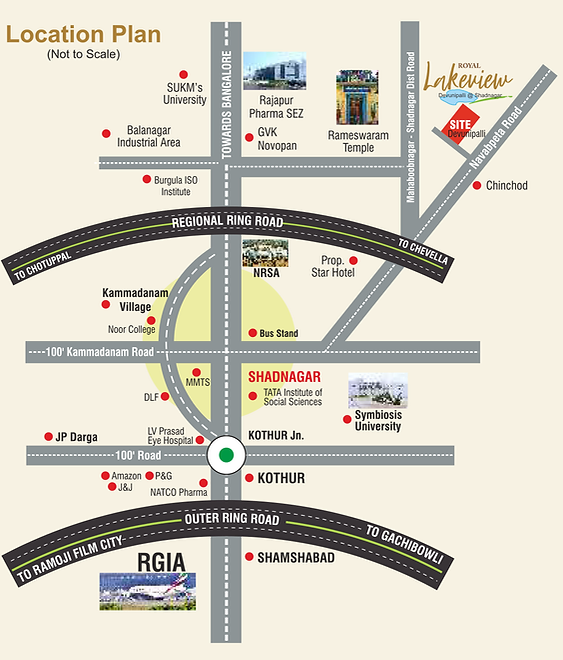 Location Plan
(Not to Scale)
SUKM's
University
TOWARDS BANGALORE
Rajapur
Pharma SEZ
GVK
Novopan
Rameswaram
Temple
Mahaboobnagar - Shadnagar Dist Road
ROYAL
Lakeview
Devunipalli @ Shadnagar
SITE
Devunipalli
Navabpeta Road
Chinchod
Balanagar
Industrial Area
Burgula ISO
Institute
REGIONAL RING ROAD
TO CHOTUPPAL
TO CHEVELLA
NRSA
Prop.
Star Hotel
Kammadanam
Village
Noor College
Bus Stand
100' Kammadanam Road
MMTS
SHADNAGAR
DLF
TATA Institute of
Social Sciences
Symbiosis
University
JP Darga
LV Prasad
Eye Hospital
KOTHUR Jn.
100' Road
Amazon
P&G
J&J
NATCO Pharma
KOTHUR
OUTER RING ROAD
TO RAMOJI FILM CITY
TO GACHIBOWLI
RGIA
SHAMSHABAD